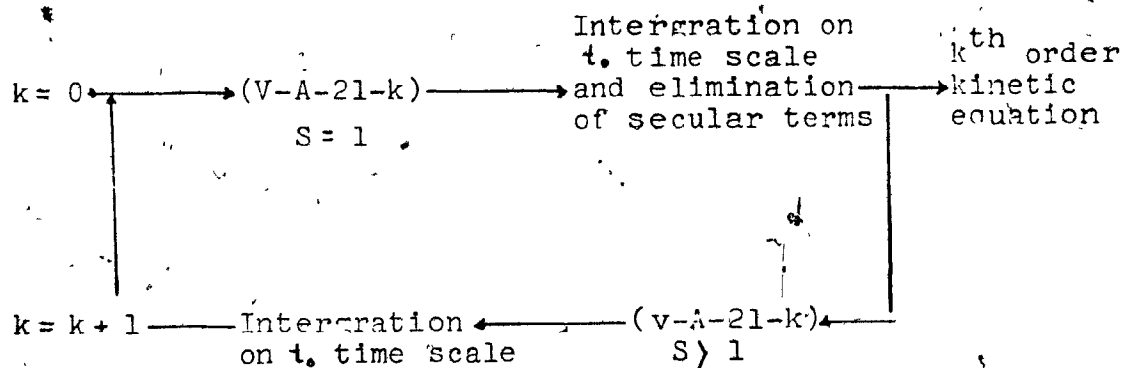 k = 0
(V-A-21-k)
S = 1
Intergration on
t. time scale
and elimination
of secular terms
kth order
kinetic
equation
k = k + 1
Intergration
on t. time scale
(v-A-21-k)
S > 1